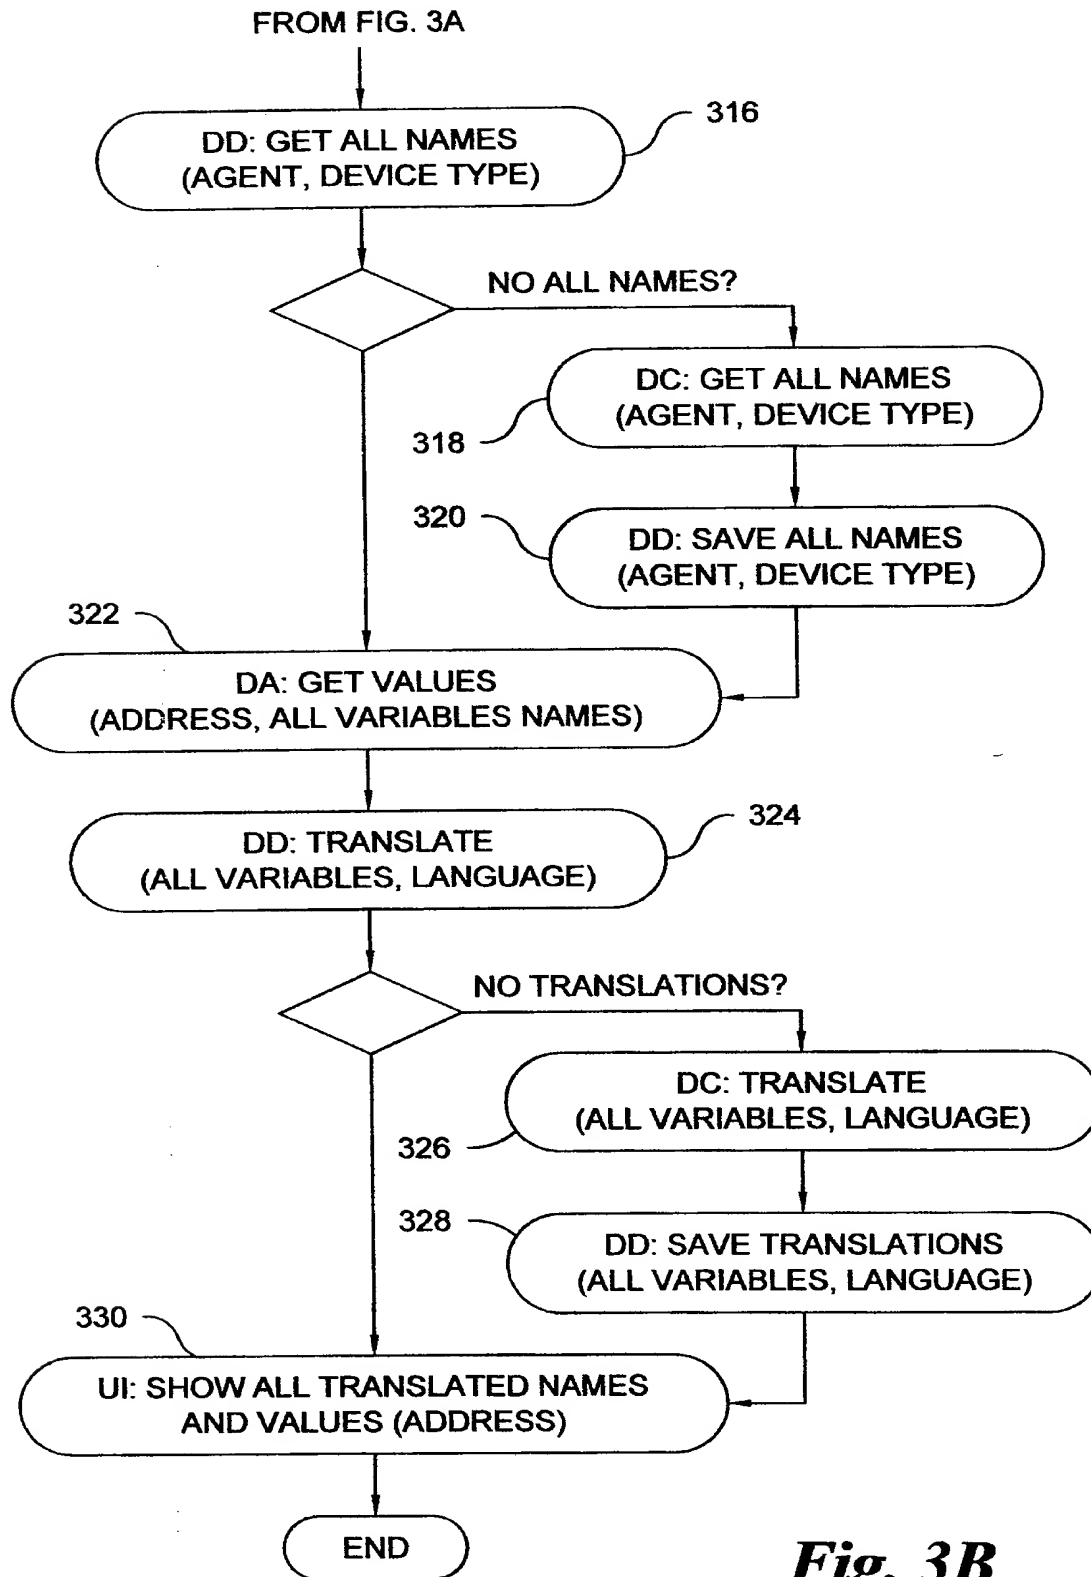 FROM FIG. 3A
316
DD: GET ALL NAMES
(AGENT, DEVICE TYPE)
NO ALL NAMES?
DC: GET ALL NAMES
(AGENT, DEVICE TYPE)
318
320
DD: SAVE ALL NAMES
(AGENT, DEVICE TYPE)
322
DA: GET VALUES
(ADDRESS, ALL VARIABLES NAMES)
324
DD: TRANSLATE
(ALL VARIABLES, LANGUAGE)
NO TRANSLATIONS?
DC: TRANSLATE
(ALL VARIABLES, LANGUAGE)
326
328
DD: SAVE TRANSLATIONS
(ALL VARIABLES, LANGUAGE)
330
UI: SHOW ALL TRANSLATED NAMES
AND VALUES (ADDRESS)
END
Fig. 3B